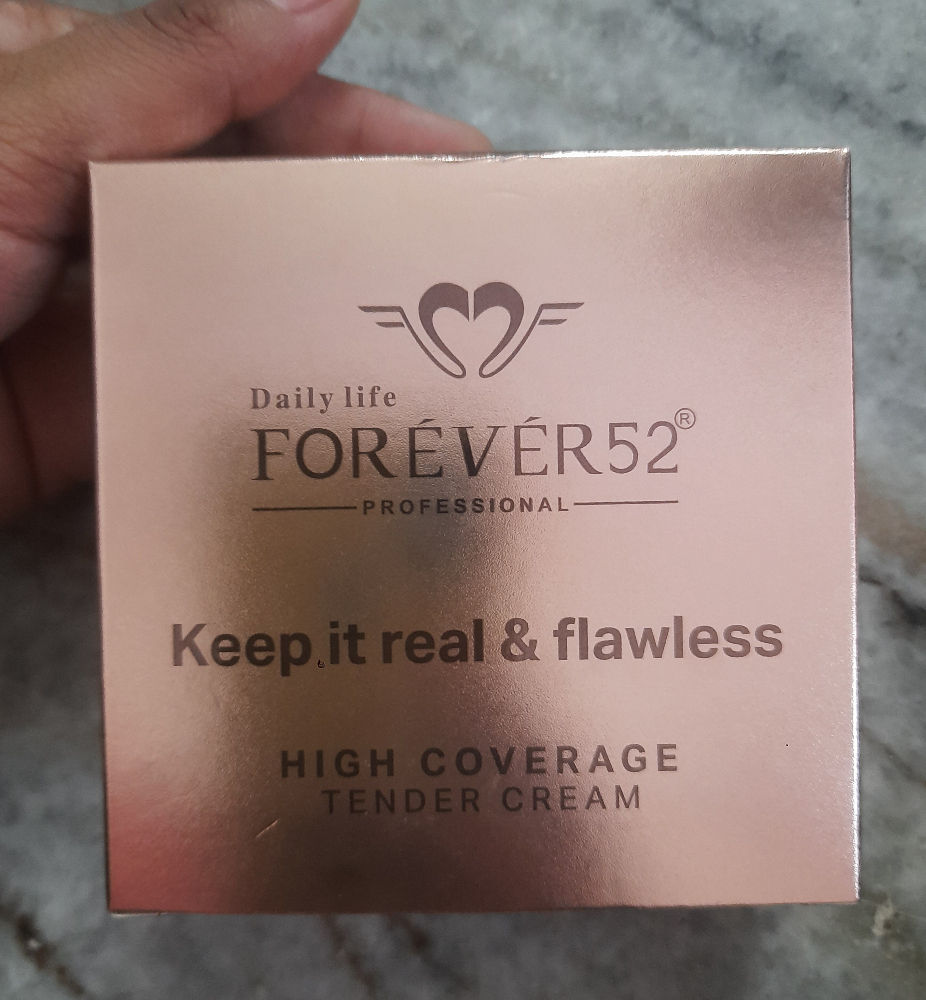 Daily life
FORÉVÉR52®
PROFESSIONAL
Keep it real & flawless
HIGH COVERAGE
TENDER CREAM